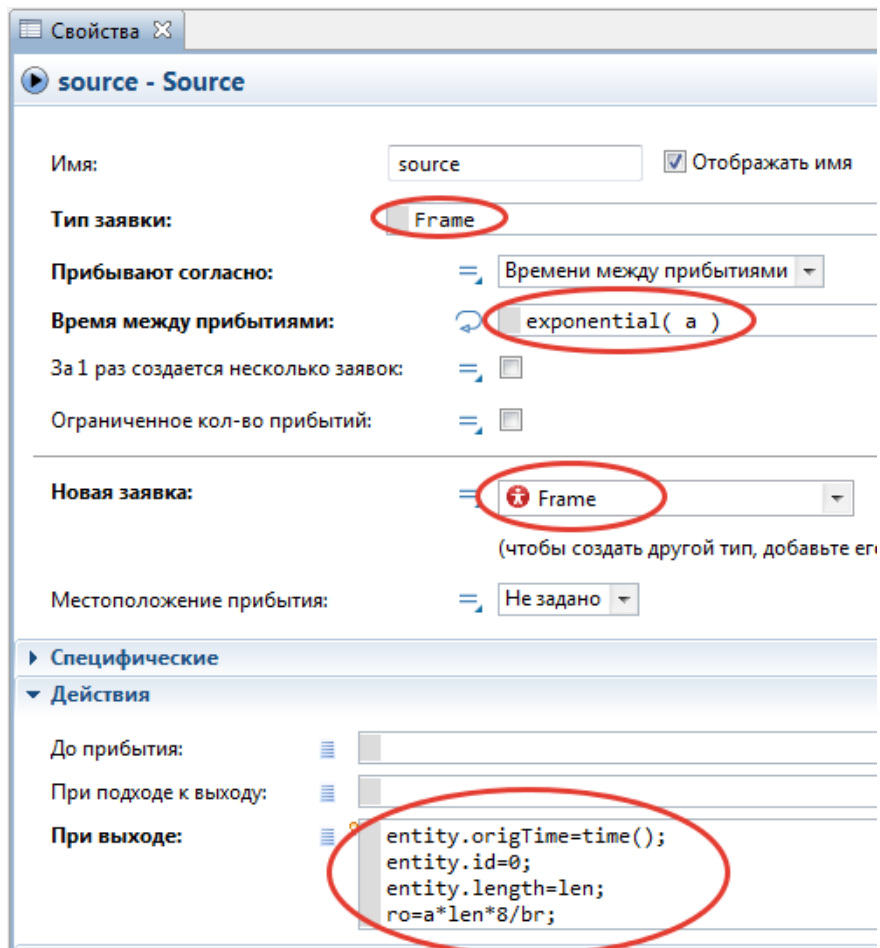 Свойства
source - Source
Имя: source Отображать имя
Тип заявки: Frame
Прибывают согласно: Времени между прибытиями
Время между прибытиями: exponential( a )
За 1 раз создается несколько заявок:
Ограниченное кол-во прибытий:
Новая заявка: Frame
(чтобы создать другой тип, добавьте его
Местоположение прибытия: Не задано
Специфические
Действия
До прибытия:
При подходе к выходу:
При выходе: entity.origTime=time();
entity.id=0;
entity.length=len;
ro=a*len*8/br;